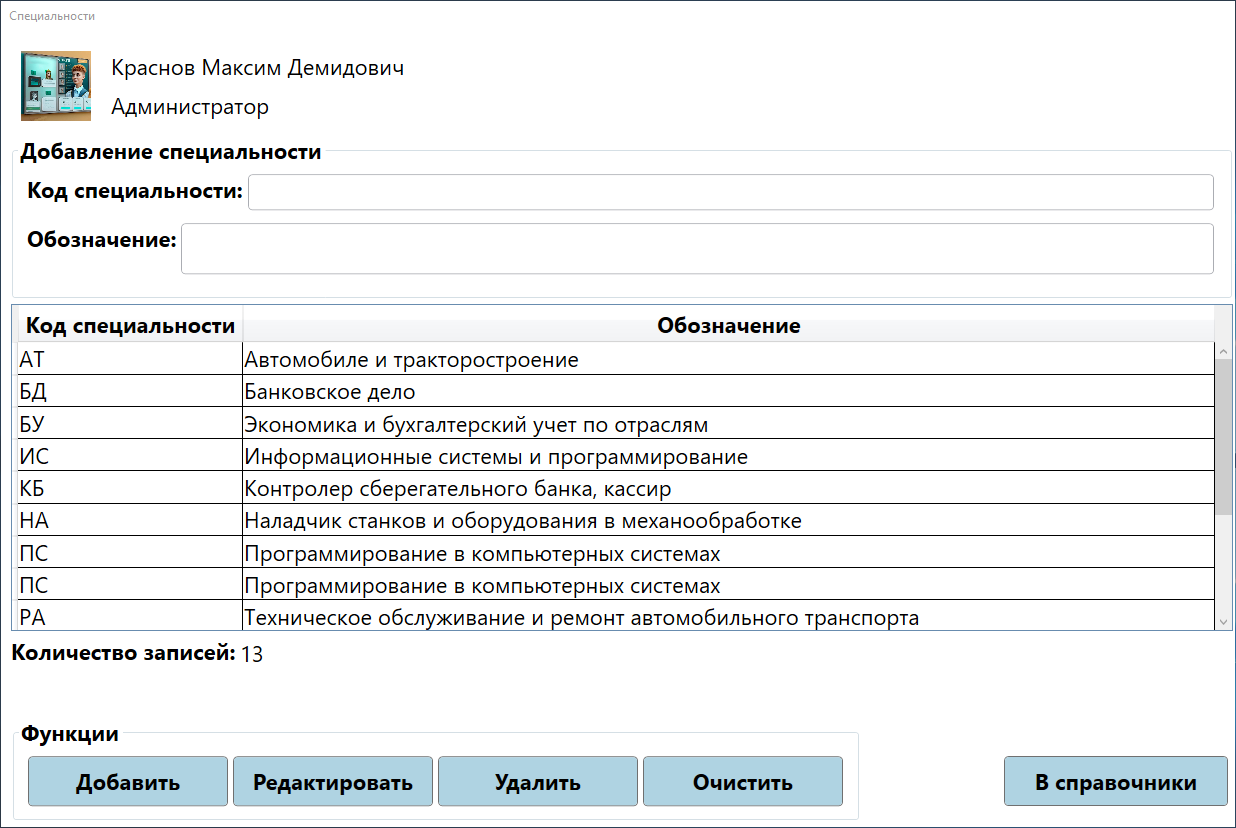 Специальности
Краснов Максим Демидович
Администратор
Добавление специальности
Код специальности:
Обозначение:
Код специальности Обозначение
АТ Автомобиле и тракторостроение
БД Банковское дело
БУ Экономика и бухгалтерский учет по отраслям
ИС Информационные системы и программирование
КБ Контролер сберегательного банка, кассир
НА Наладчик станков и оборудования в механообработке
ПС Программирование в компьютерных системах
ПС Программирование в компьютерных системах
РА Техническое обслуживание и ремонт автомобильного транспорта
Количество записей: 13
Функции
Добавить Редактировать Удалить Очистить В справочники